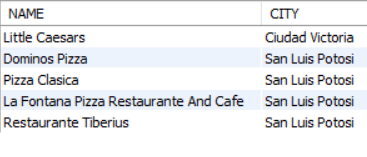 NAME CITY
Little Caesars Ciudad Victoria
Dominos Pizza San Luis Potosi
Pizza Clasica San Luis Potosi
La Fontana Pizza Restaurante And Cafe San Luis Potosi
Restaurante Tiberius San Luis Potosi